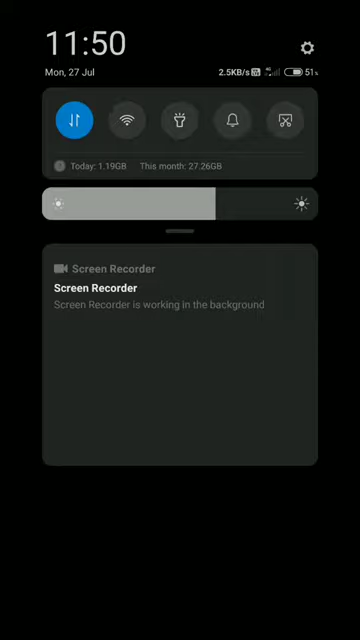 11:50
Mon, 27 Jul 2.5KB/s 4G 51%
Today: 1.19GB This month: 27.26GB
Screen Recorder
Screen Recorder
Screen Recorder is working in the background